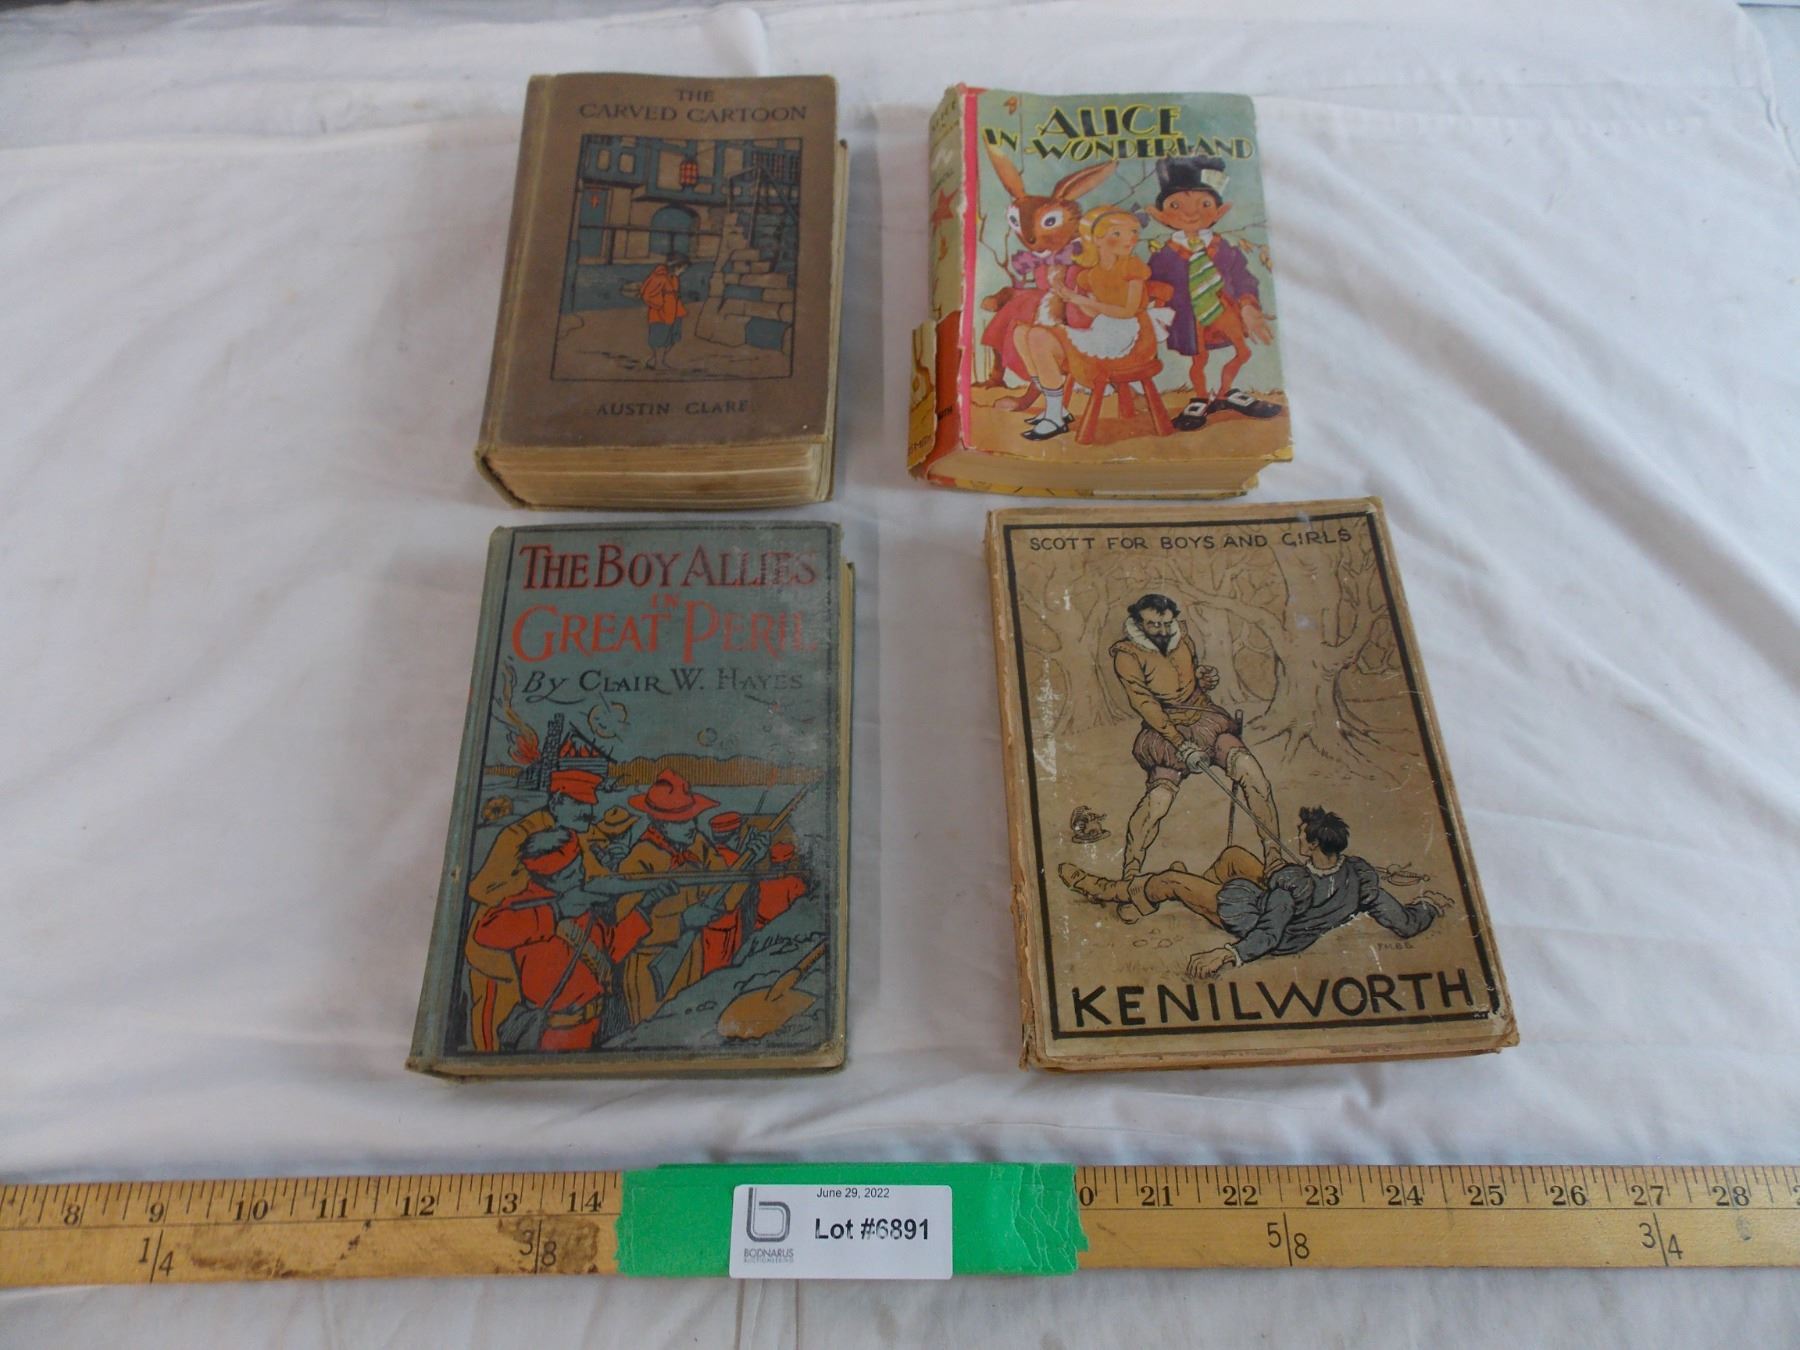 THE
CARVED CARTOON
AUSTIN CLARE
ALICE
IN WONDERLAND
THE BOY ALLIES
IN
GREAT PERIL
By CLAIR W. HAYES
SCOTT FOR BOYS AND GIRLS
F.M.B.B.
KENILWORTH
8 9 10 11 12 13 14
0 21 22 23 24 25 26 27 28
1/4 3/8 5/8 3/4
June 29, 2022
Lot #6891
BODNARUS
AUCTIONEERING